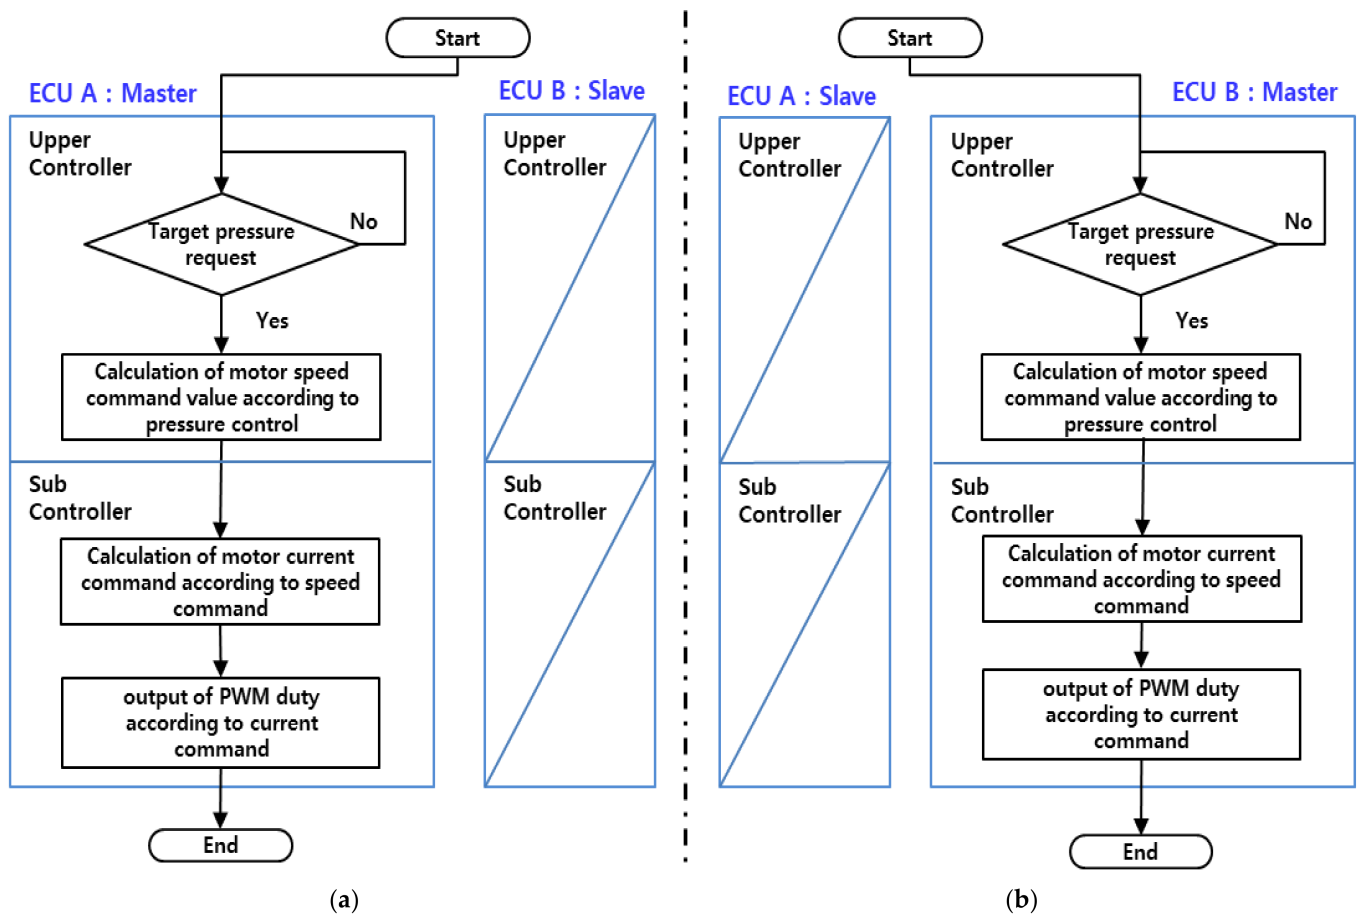 Start
ECU A : Master
ECU B : Slave
Upper
Controller
Upper
Controller
No
Target pressure
request
Yes
Calculation of motor speed
command value according to
pressure control
Sub
Controller
Sub
Controller
Calculation of motor current
command according to speed
command
output of PWM duty
according to current
command
End
(a)
Start
ECU A : Slave
ECU B : Master
Upper
Controller
Upper
Controller
No
Target pressure
request
Yes
Calculation of motor speed
command value according to
pressure control
Sub
Controller
Sub
Controller
Calculation of motor current
command according to speed
command
output of PWM duty
according to current
command
End
(b)